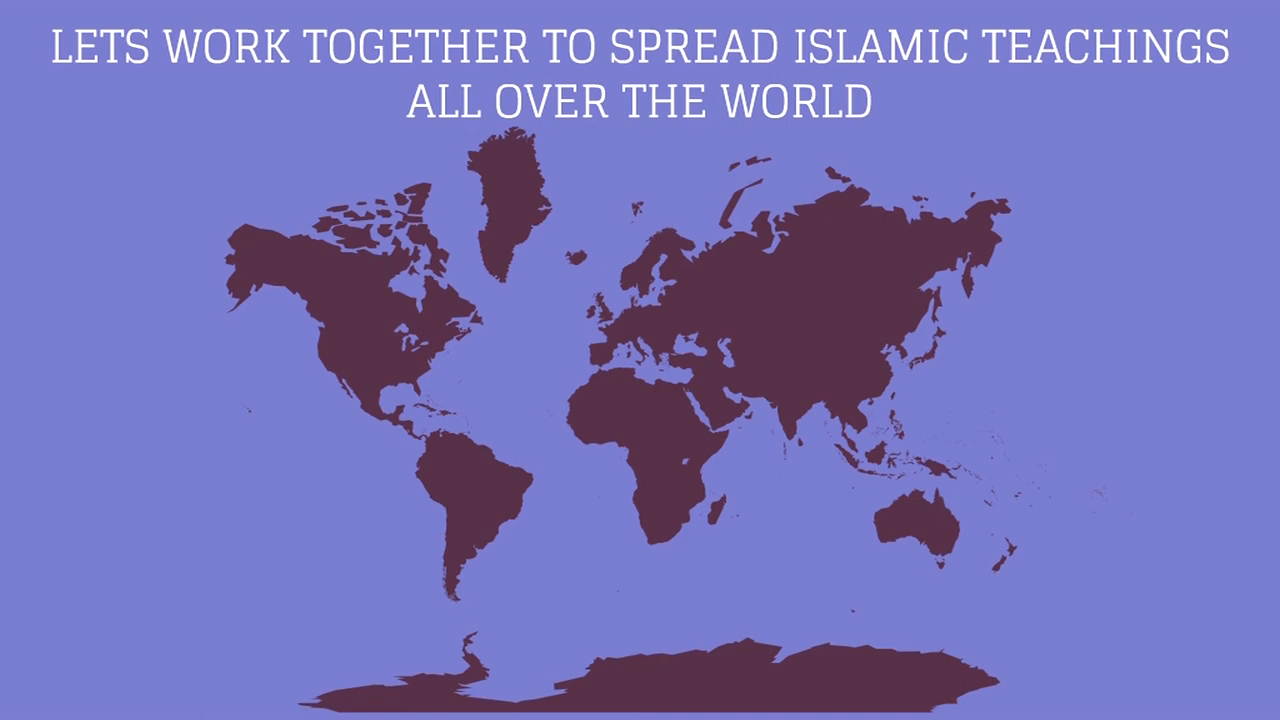 LETS WORK TOGETHER TO SPREAD ISLAMIC TEACHINGS
ALL OVER THE WORLD